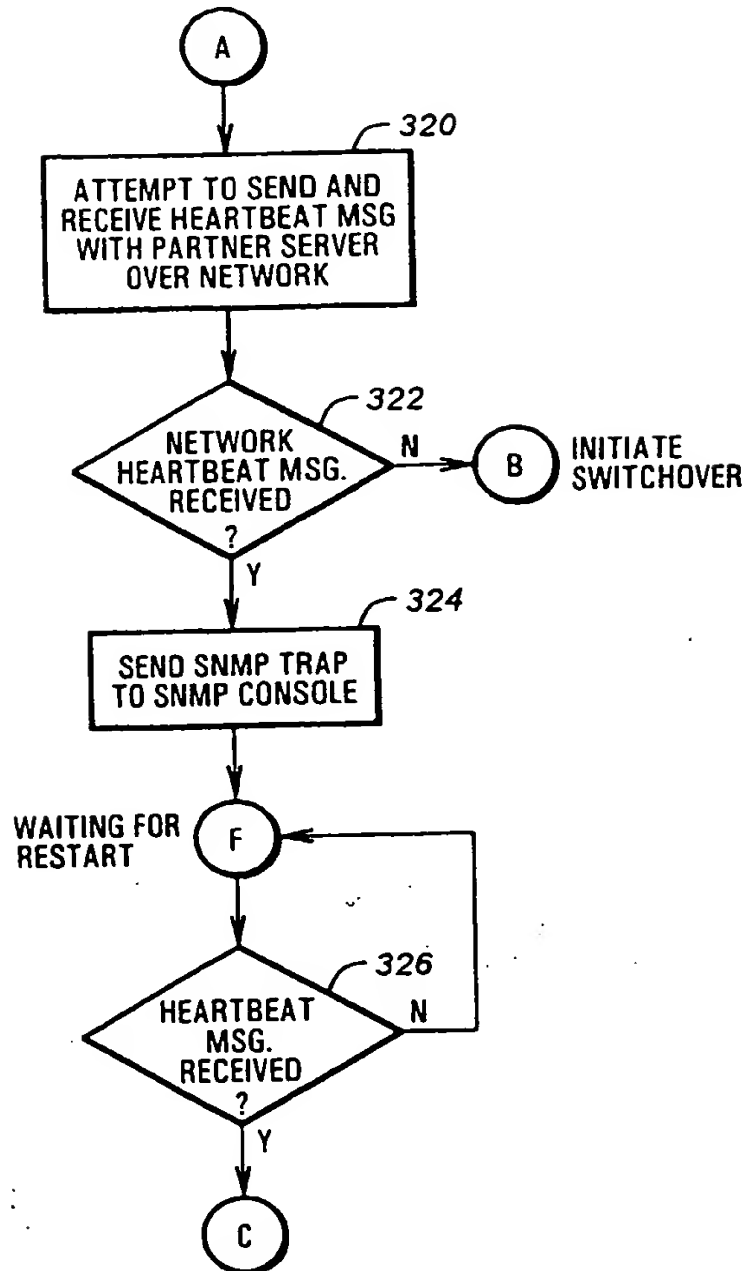 A
320
ATTEMPT TO SEND AND
RECEIVE HEARTBEAT MSG
WITH PARTNER SERVER
OVER NETWORK
322
NETWORK
HEARTBEAT MSG.
RECEIVED
?
N
B
INITIATE
SWITCHOVER
Y
324
SEND SNMP TRAP
TO SNMP CONSOLE
WAITING FOR
RESTART
F
326
HEARTBEAT
MSG.
RECEIVED
?
N
Y
C